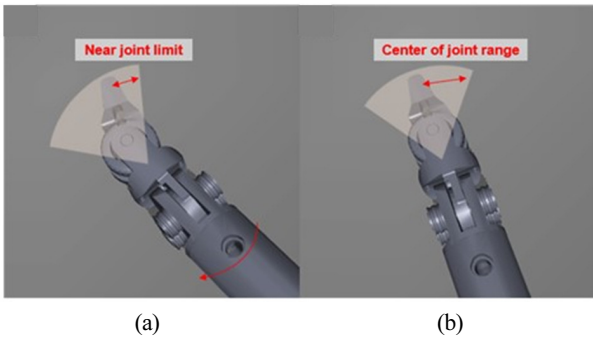 Near joint limit
Center of joint range
(a)
(b)